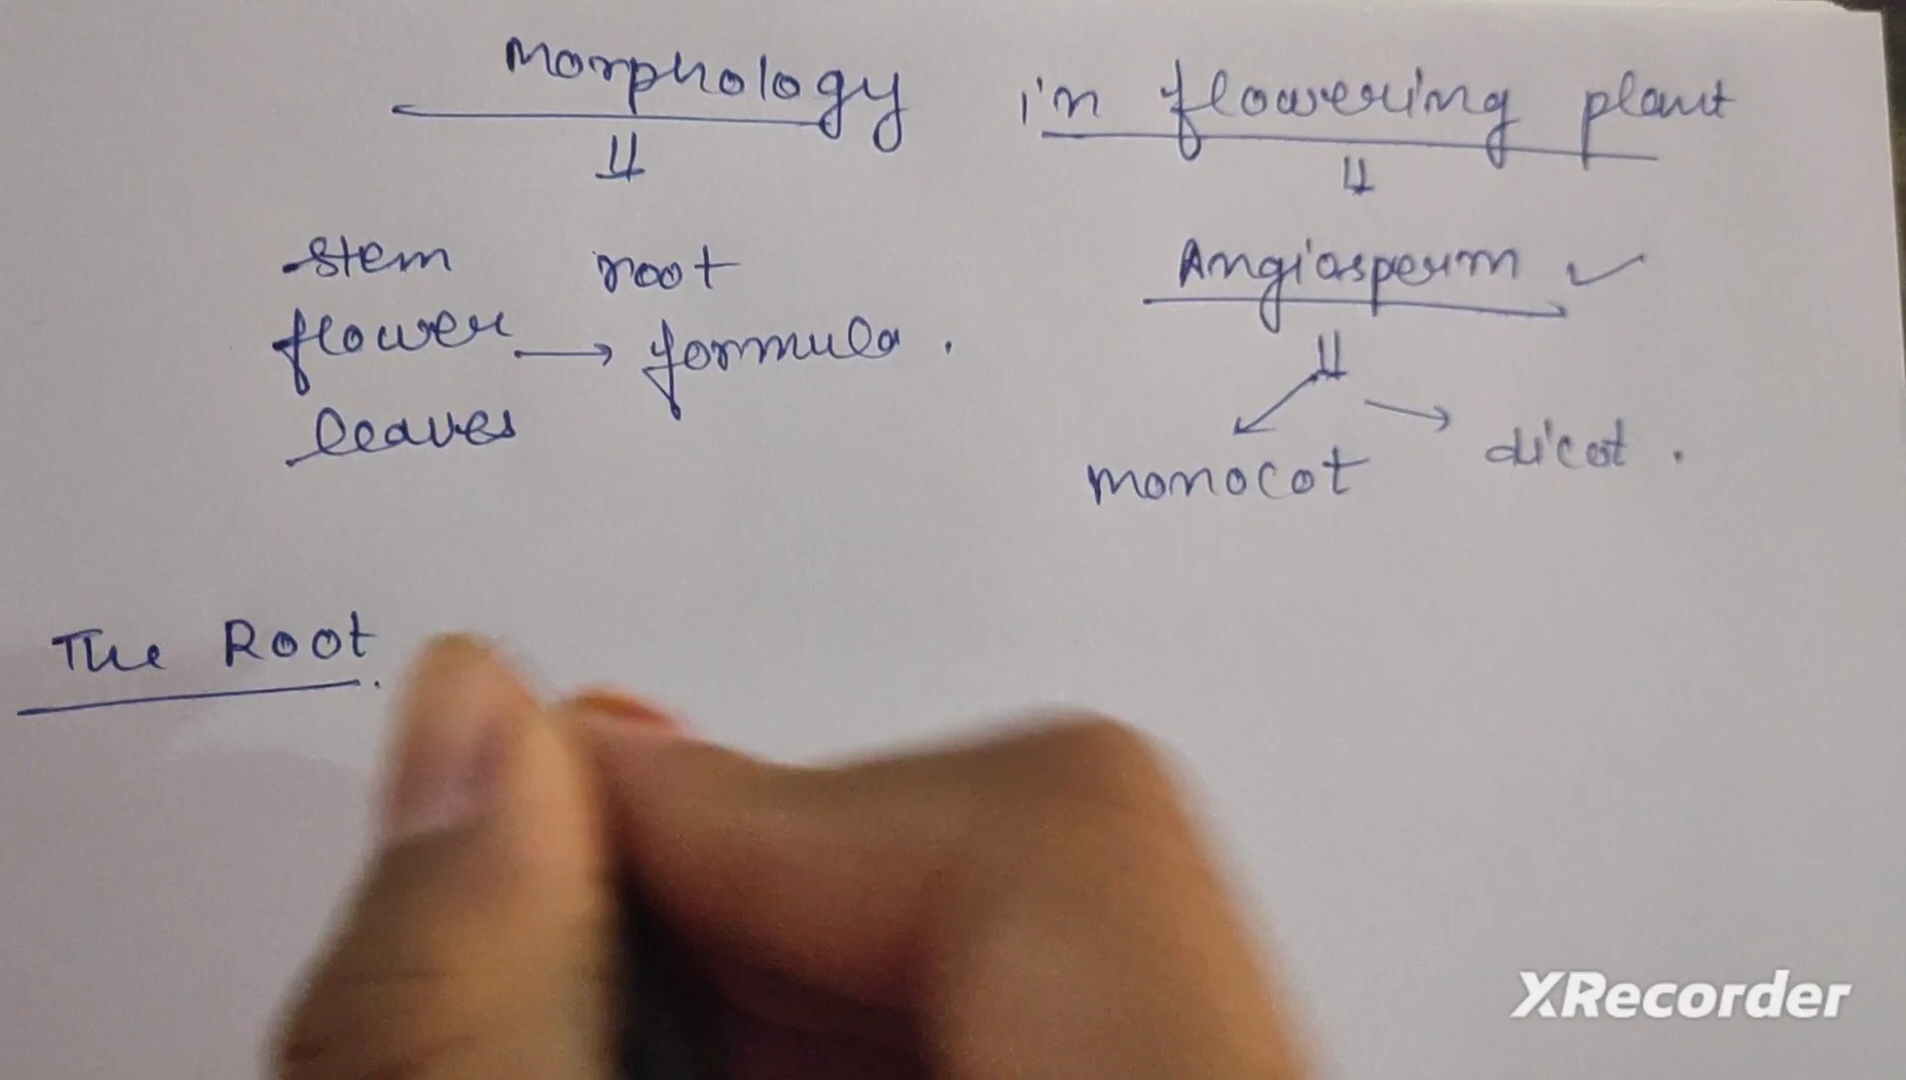 Morphology in flowering plant
⇓ ⇓
stem root Angiosperm ✓
flower → formula .
⇓
leaves
monocot dicot .
The Root .
XRecorder